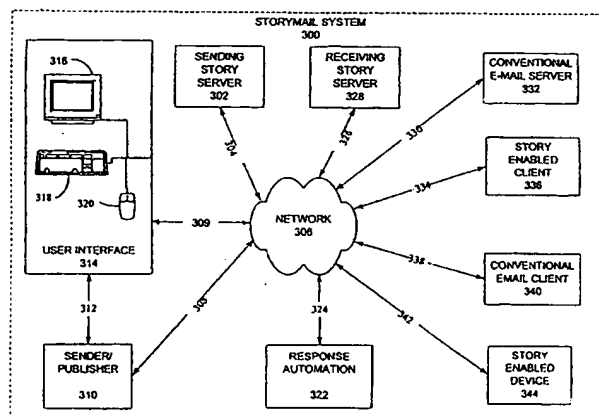 STORYMAIL SYSTEM
300
316
318
320
USER INTERFACE
314
SENDING
STORY
SERVER
302
RECEIVING
STORY
SERVER
328
CONVENTIONAL
E-MAIL SERVER
332
STORY
ENABLED
CLIENT
336
CONVENTIONAL
EMAIL CLIENT
340
STORY
ENABLED
DEVICE
344
NETWORK
306
304
326
330
334
338
342
324
309
312
SENDER/
PUBLISHER
310
RESPONSE
AUTOMATION
322